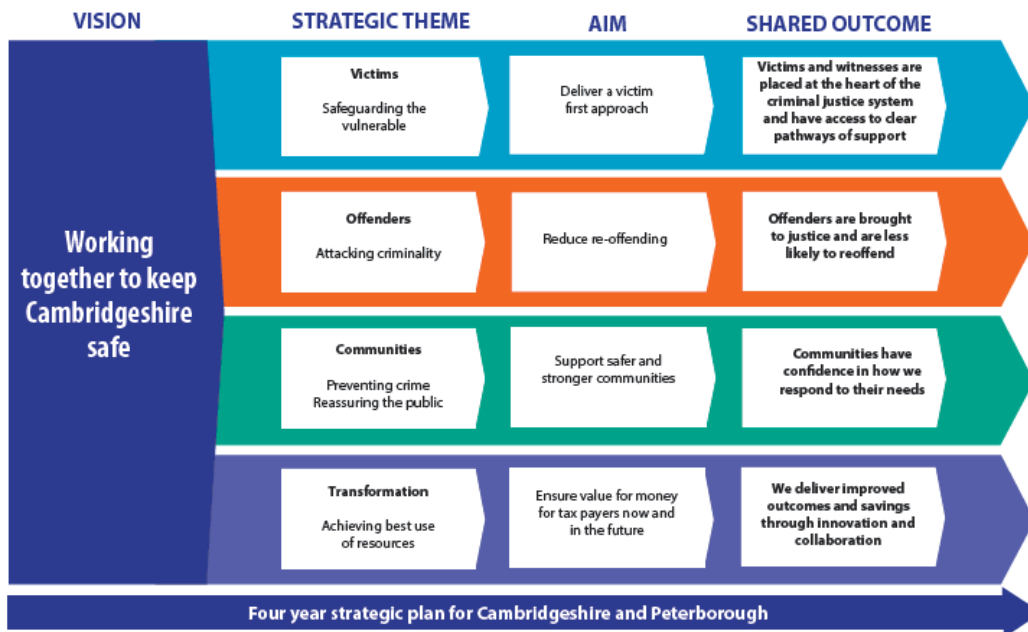 VISION
STRATEGIC THEME
AIM
SHARED OUTCOME
Working
together to keep
Cambridgeshire
safe
Victims
Safeguarding the
vulnerable
Deliver a victim
first approach
Victims and witnesses are
placed at the heart of the
criminal justice system
and have access to clear
pathways of support
Offenders
Attacking criminality
Reduce re-offending
Offenders are brought
to justice and are less
likely to reoffend
Communities
Preventing crime
Reassuring the public
Support safer and
stronger communities
Communities have
confidence in how we
respond to their needs
Transformation
Achieving best use
of resources
Ensure value for money
for tax payers now and
in the future
We deliver improved
outcomes and savings
through innovation and
collaboration
Four year strategic plan for Cambridgeshire and Peterborough